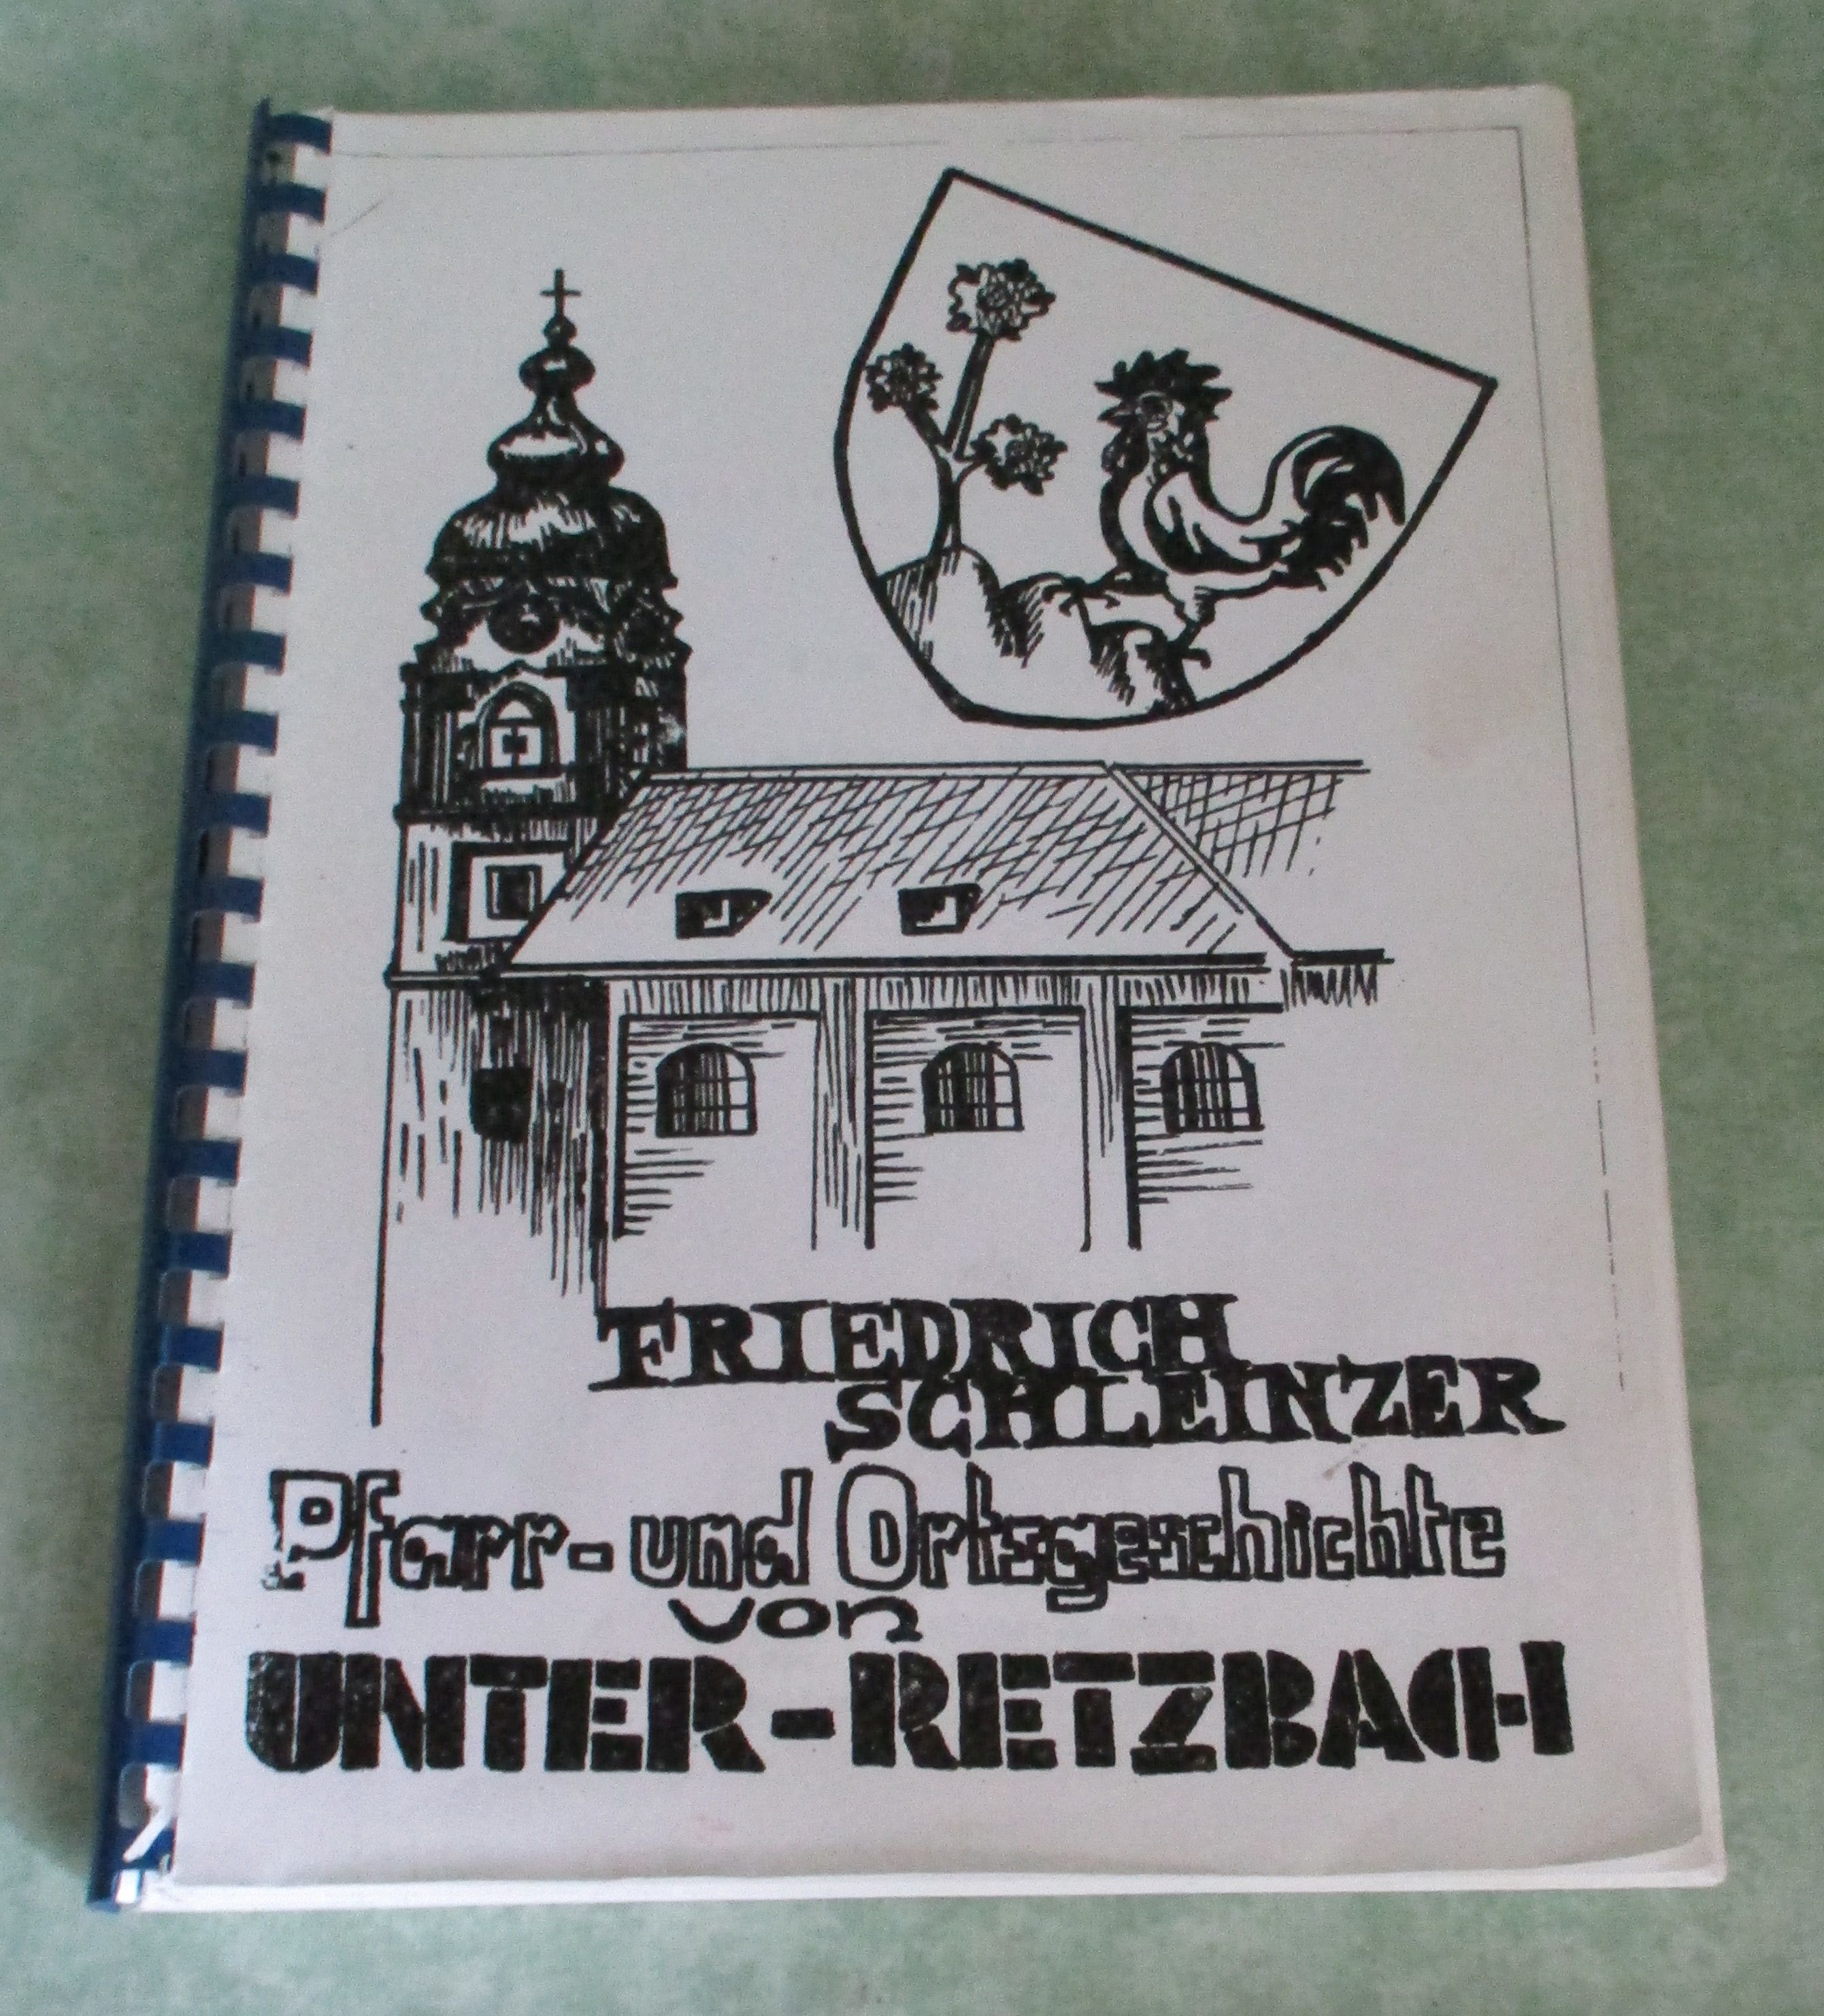 FRIEDRICH
SCHLEINZER
Pfarr- und Ortsgeschichte
von
UNTER-RETZBACH